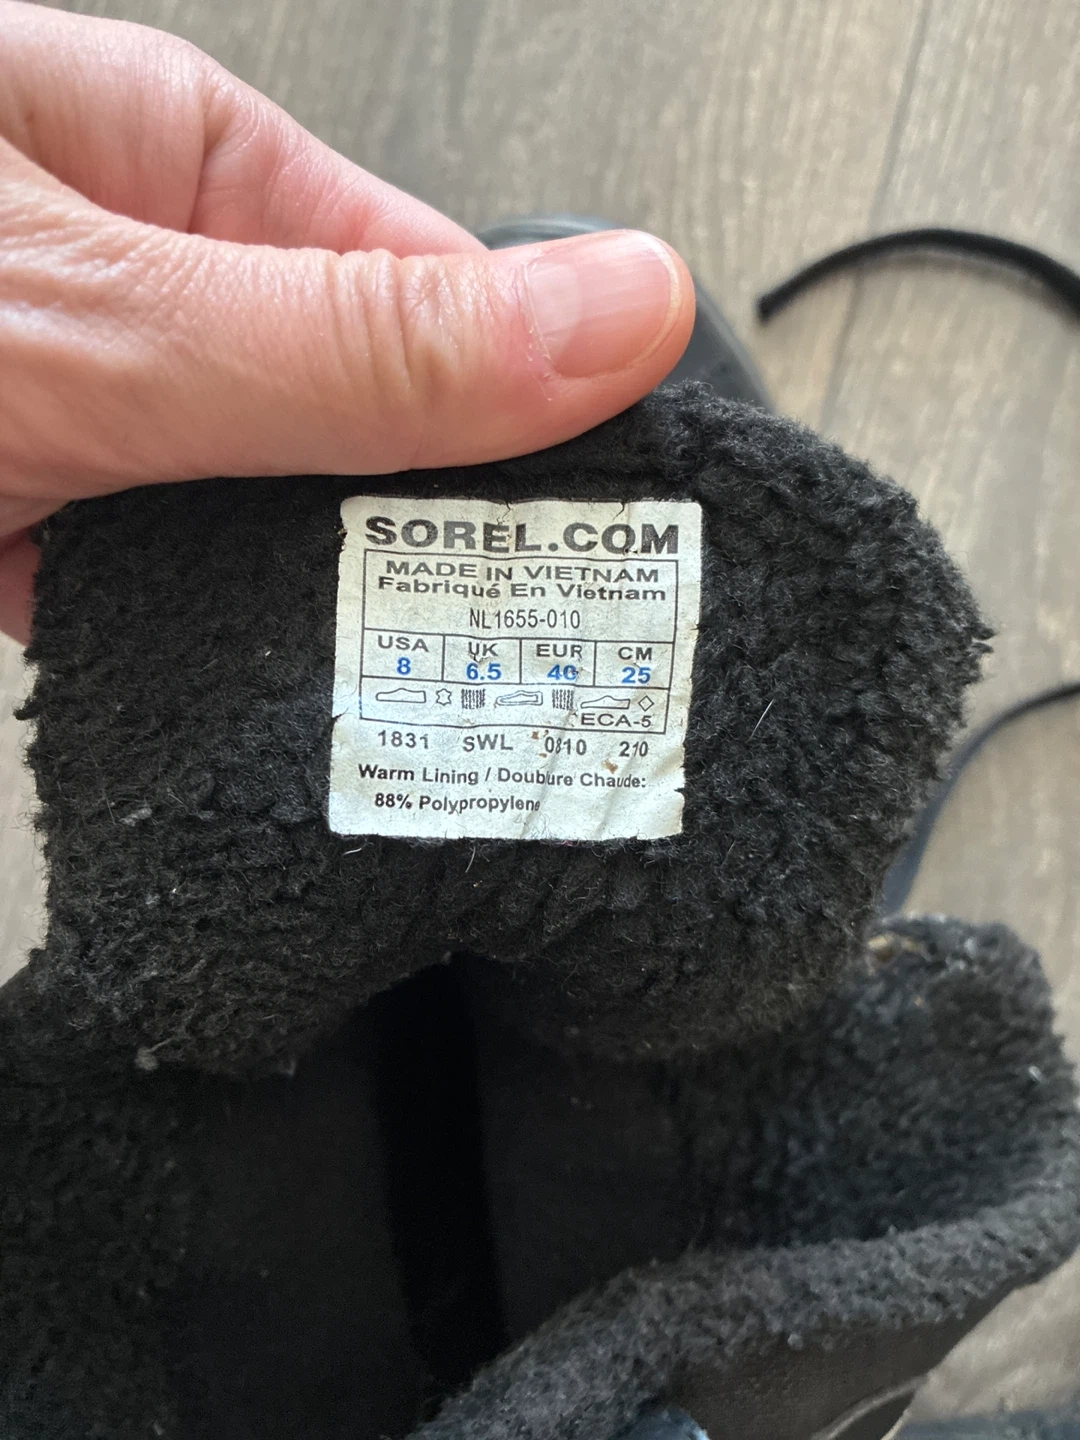 SOREL.COM
MADE IN VIETNAM
Fabriqué En Vietnam
NL1655-010
USA UK EUR CM
8 6.5 40 25
ECA-5
1831 SWL 0810 210
Warm Lining / Doubure Chaude:
88% Polypropylene